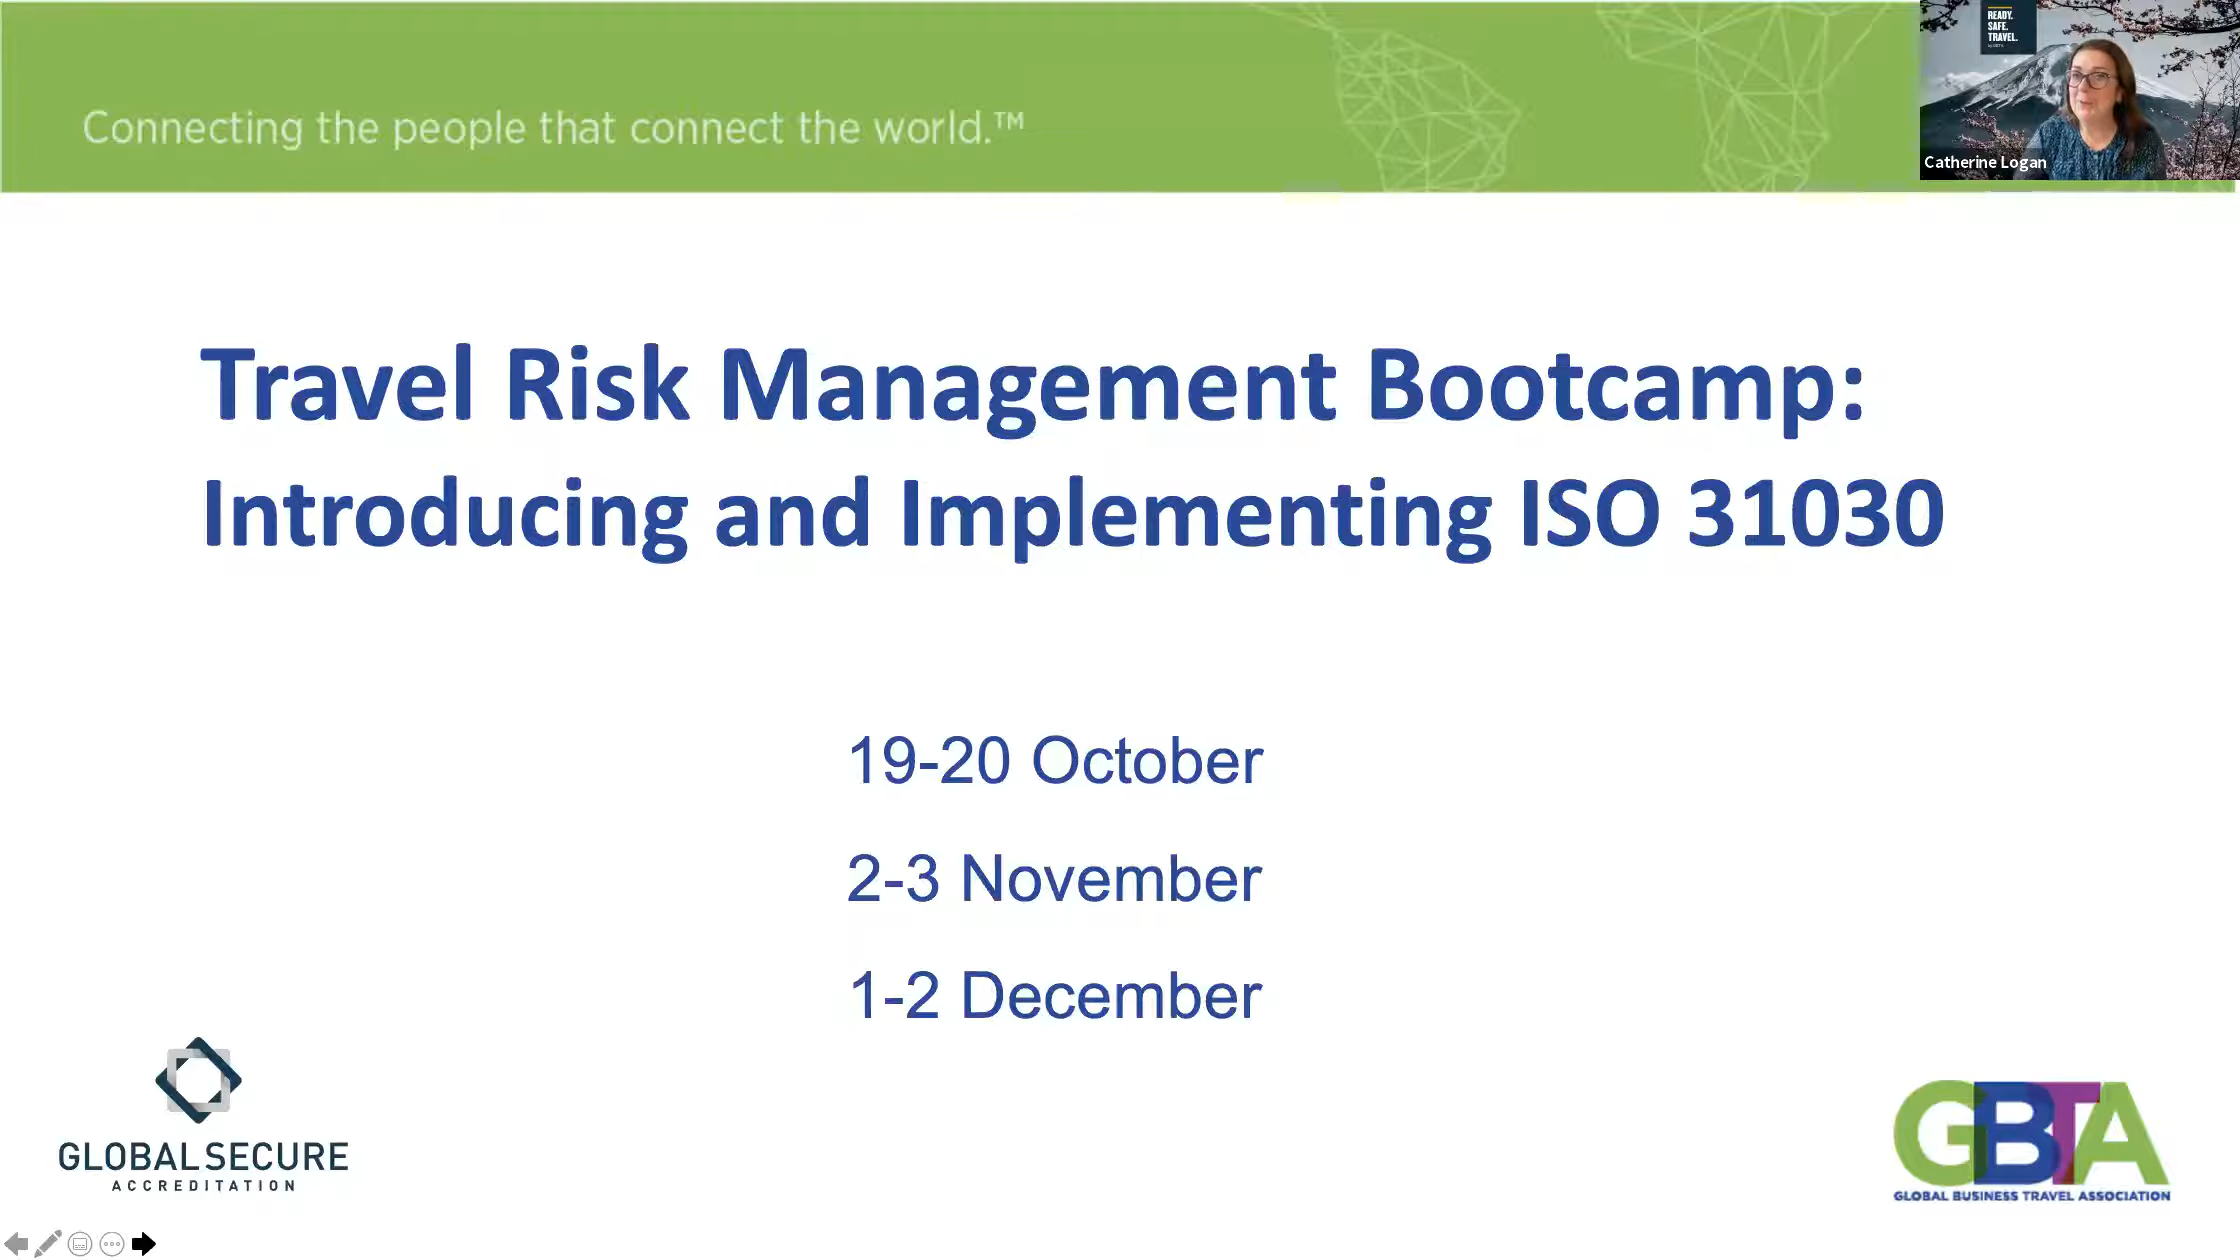 Connecting the people that connect the world.™
READY.
SAFE.
TRAVEL.
Catherine Logan
Travel Risk Management Bootcamp:
Introducing and Implementing ISO 31030
19-20 October
2-3 November
1-2 December
GLOBAL SECURE
ACCREDITATION
GBTA
GLOBAL BUSINESS TRAVEL ASSOCIATION